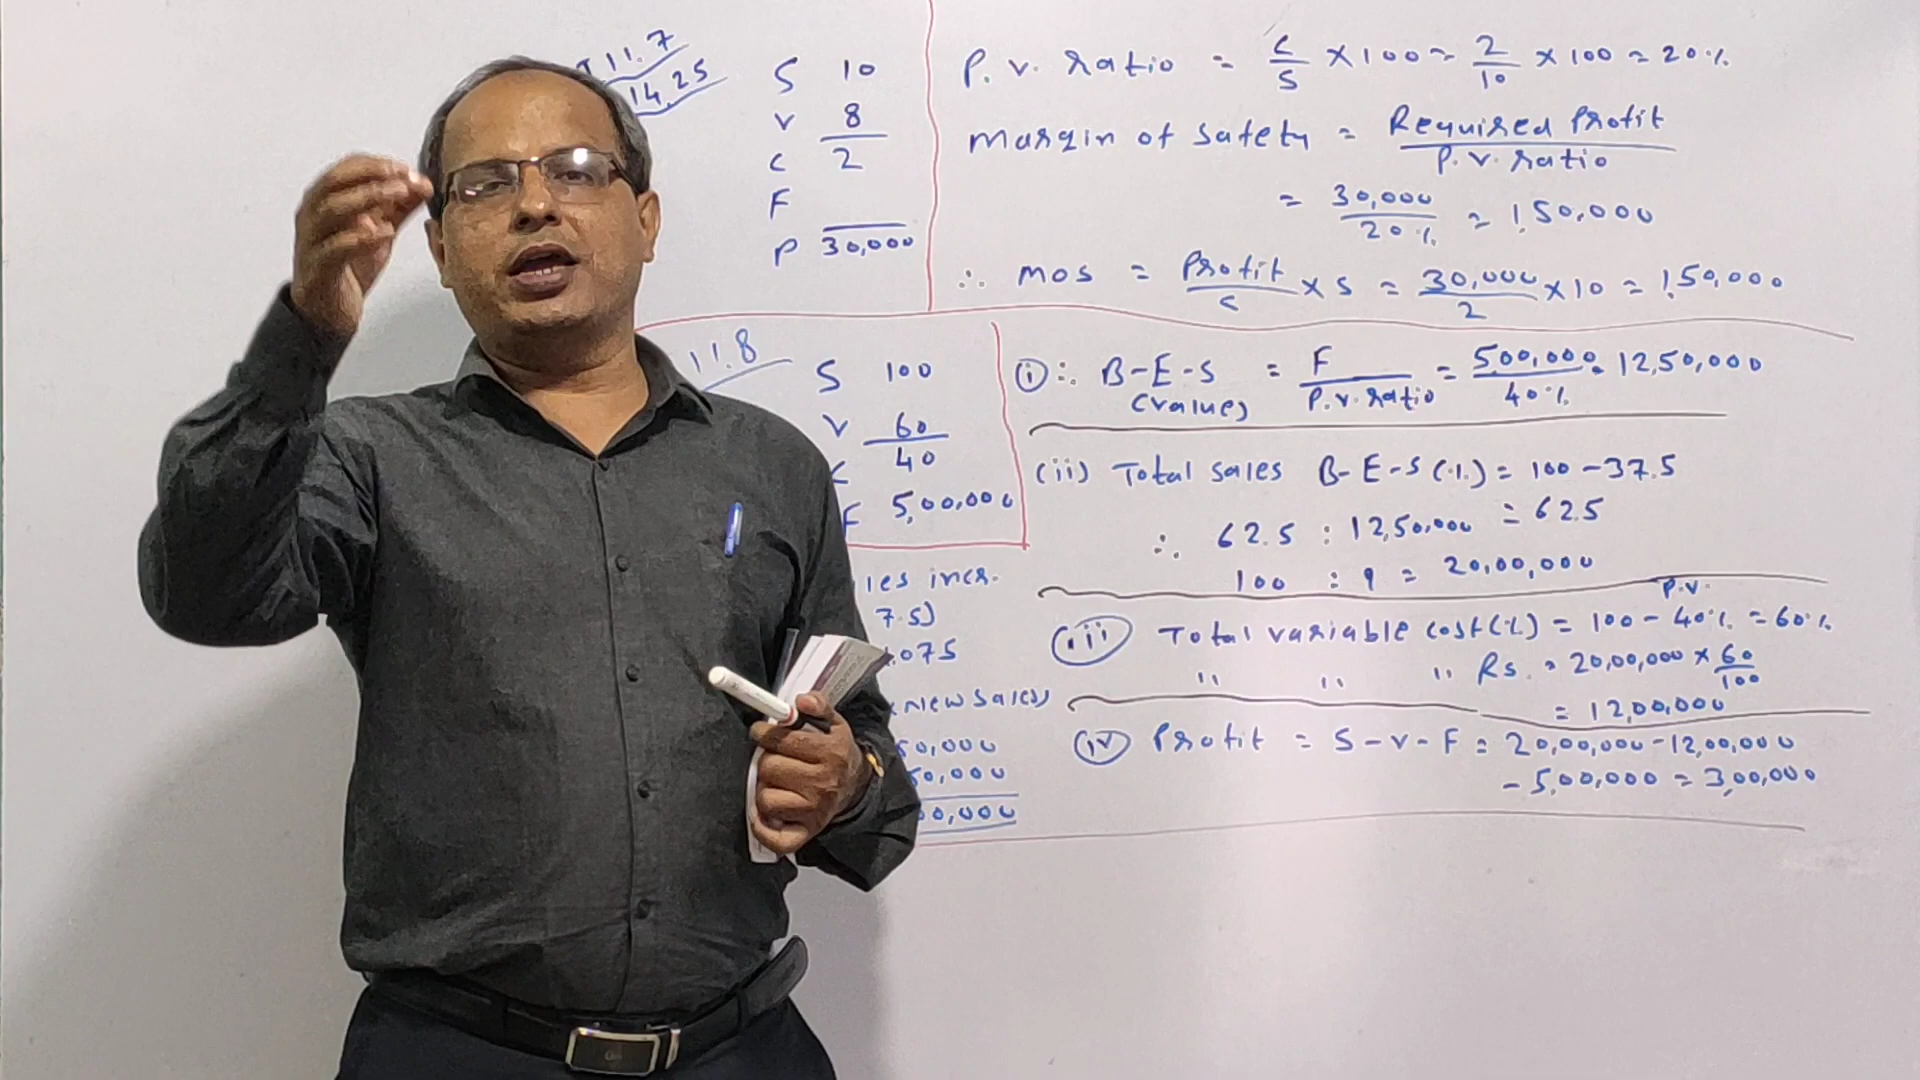 11.7
14.25
S 10
V 8
C 2
F
P 30,000
P.V. ratio = C/S × 100 = 2/10 × 100 = 20%
Margin of Safety = Required Profit / P.V. ratio
= 30,000 / 20% = 1,50,000
∴ MOS = Profit/C × S = 30,000/2 × 10 = 1,50,000
11.8
S 100
V 60
C 40
F 5,00,000
(i) ∴ B-E-S (value) = F / P.V. ratio = 5,00,000 / 40% = 12,50,000
(ii) Total Sales B-E-S (%) = 100 - 37.5
= 62.5
∴ 62.5 : 12,50,000
100 : ? = 20,00,000
P.V.
(iii) Total variable cost (%) = 100 - 40% = 60%
" " " Rs. = 20,00,000 × 60/100
= 12,00,000
(iv) Profit = S - V - F = 20,00,000 - 12,00,000
- 5,00,000 = 3,00,000
les incr.
7.5)
.075
New Sales)
50,000
50,000
00,000